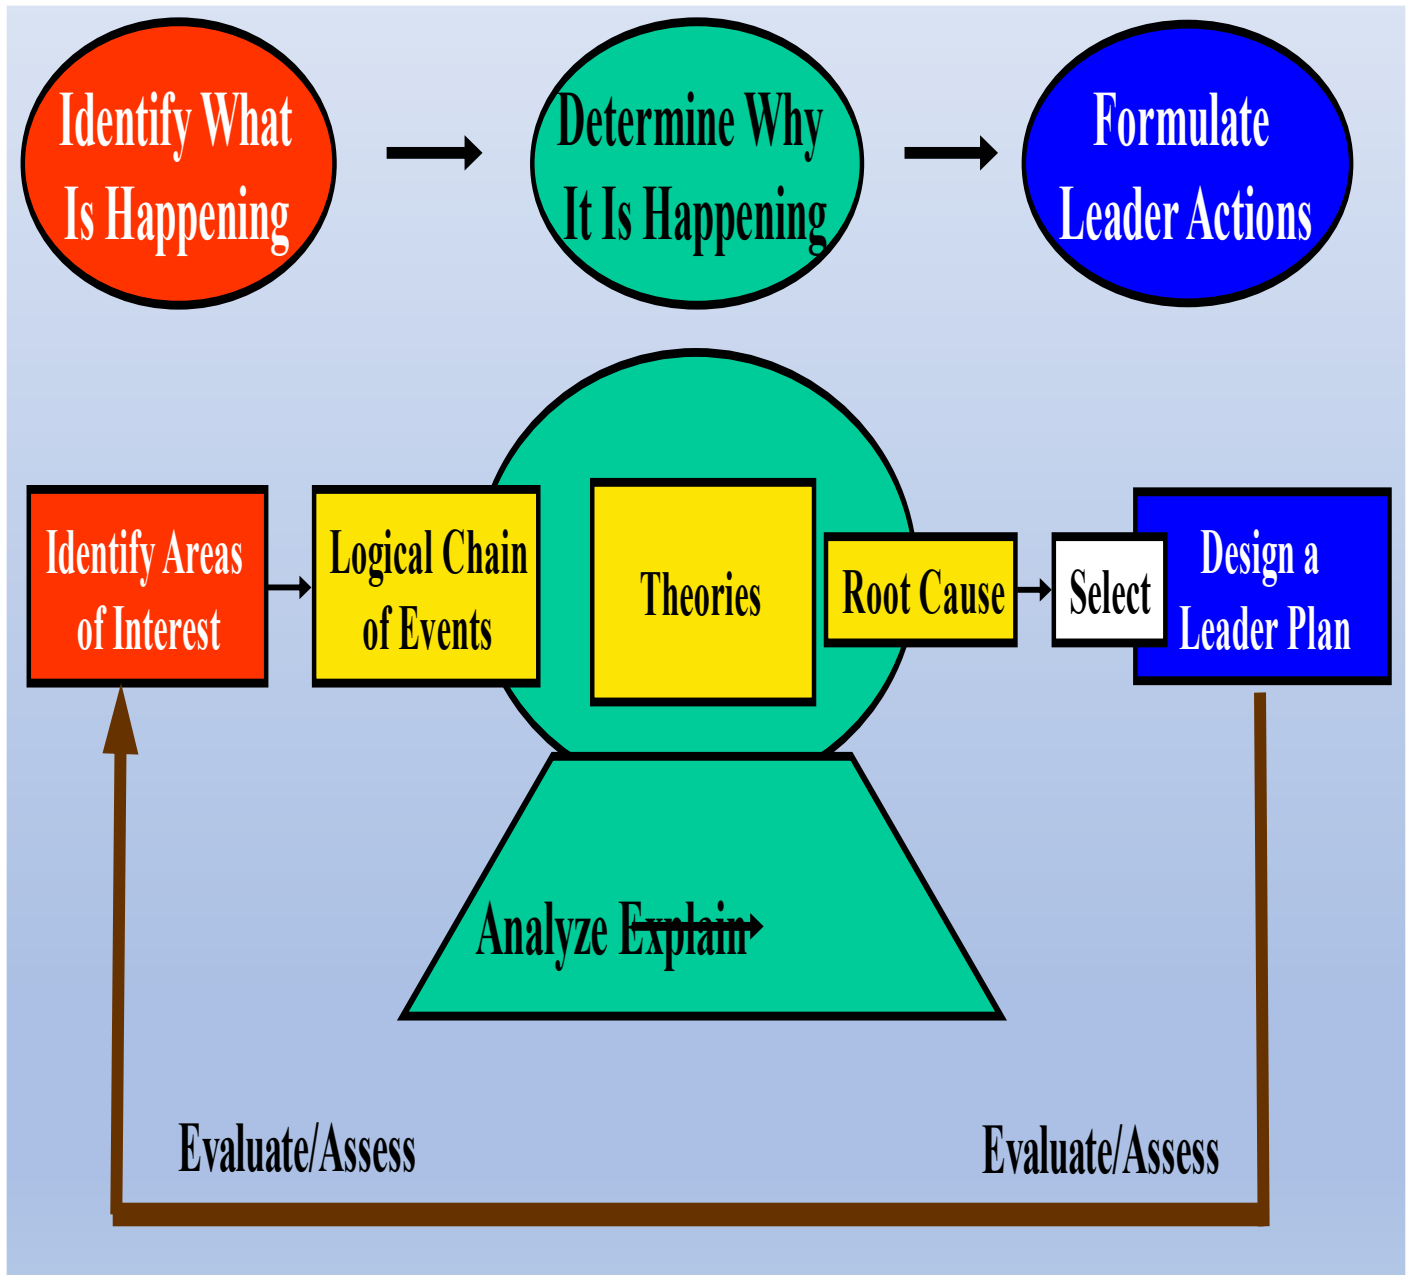 Identify What
Is Happening
Determine Why
It Is Happening
Formulate
Leader Actions
Identify Areas
of Interest
Logical Chain
of Events
Theories
Root Cause
Select
Design a
Leader Plan
Analyze Explain
Evaluate/Assess
Evaluate/Assess